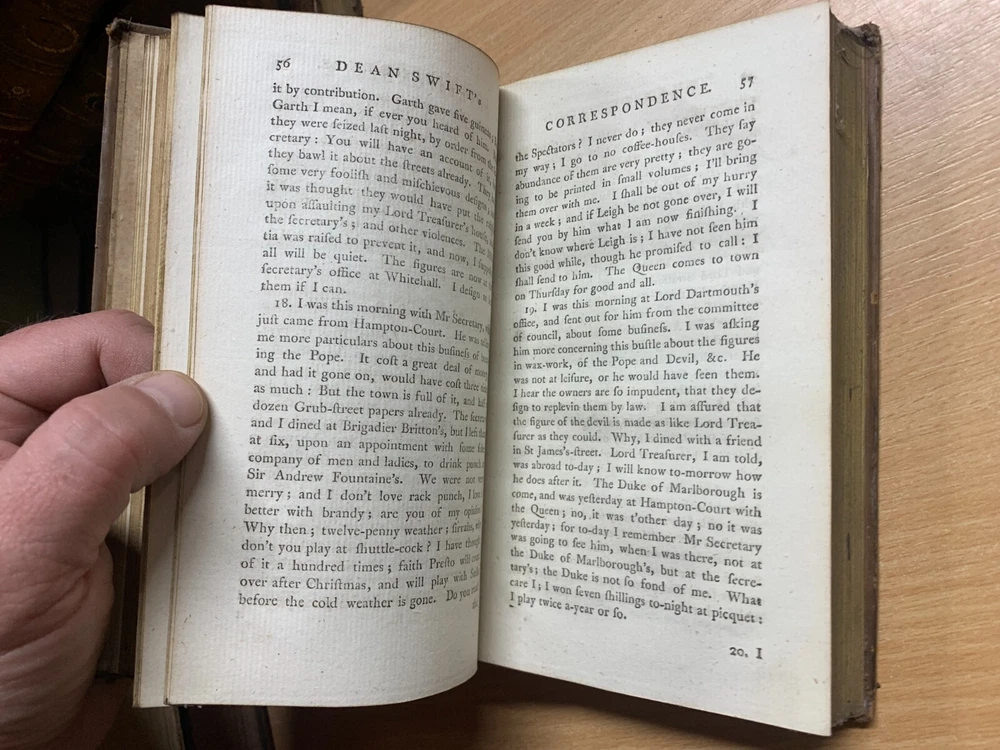 56 DEAN SWIFT's
it by contribution. Garth gave five guineas;
Garth I mean, if ever you heard of him.
they were ſeized laſt night, by order from the
cretary: You will have an account of
they bawl it about the ſtreets already. They
ſome very fooliſh and miſchievous deſigns,
it was thought they would have put the
upon aſſaulting my Lord Treaſurer's houſe,
the ſecretary's; and other violences. The
tia was raiſed to prevent it, and now, I ſuppoſe
all will be quiet. The figures are now at
ſecretary's office at Whitehall. I deſign to
them if I can.
18. I was this morning with Mr Secretary,
juſt came from Hampton-Court. He was
me more particulars about this buſineſs of
ing the Pope. It coſt a great deal of money
and had it gone on, would have coſt three
as much: But the town is full of it, and half
dozen Grub-ſtreet papers already. The
and I dined at Brigadier Britton's, but I left
at ſix, upon an appointment with ſome
company of men and ladies, to drink punch
Sir Andrew Fountaine's. We were not very
merry; and I don't love rack punch, I love
better with brandy; are you of my opinion
Why then; twelve-penny weather: ſirrahs, why
don't you play at ſhuttle-cock? I have thought
of it a hundred times; faith Preſto will
over after Chriſtmas, and will play with
before the cold weather is gone. Do you read
CORRESPONDENCE. 57
the Spectators? I never do; they never come in
my way; I go to no coffee-houſes. They ſay
abundance of them are very pretty; they are go-
ing to be printed in ſmall volumes; I'll bring
them over with me. I ſhall be out of my hurry
in a week; and if Leigh be not gone over, I will
ſend you by him what I am now finiſhing. I
don't know where Leigh is; I have not ſeen him
this good while, though he promiſed to call: I
ſhall ſend to him. The Queen comes to town
on Thurſday for good and all.
19. I was this morning at Lord Dartmouth's
office, and ſent out for him from the committee
of council, about ſome buſineſs. I was aſking
him more concerning this buſtle about the figures
in wax-work, of the Pope and Devil, &c. He
was not at leiſure, or he would have ſeen them.
I hear the owners are ſo impudent, that they de-
ſign to replevin them by law. I am aſſured that
the figure of the devil is made as like Lord Trea-
ſurer as they could. Why, I dined with a friend
in St James's-ſtreet. Lord Treaſurer, I am told,
was abroad to-day; I will know to-morrow how
he does after it. The Duke of Marlborough is
come, and was yeſterday at Hampton-Court with
the Queen; no, it was t'other day; no it was
yeſterday; for to-day I remember Mr Secretary
was going to ſee him, when I was there, not at
the Duke of Marlborough's, but at the ſecre-
tary's; the Duke is not ſo fond of me. What
care I; I won ſeven ſhillings to-night at picquet:
I play twice a-year or ſo.
20. I